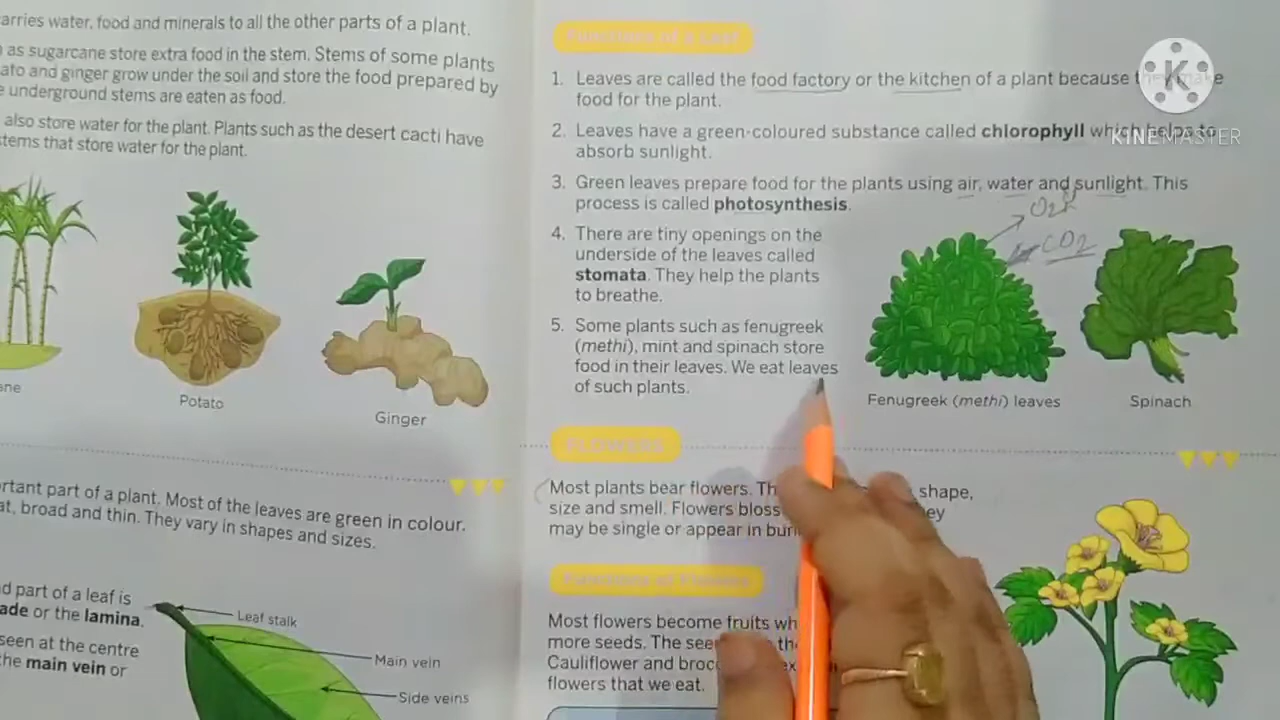 arries water, food and minerals to all the other parts of a plant.
as sugarcane store extra food in the stem. Stems of some plants
ato and ginger grow under the soil and store the food prepared by
underground stems are eaten as food.
also store water for the plant. Plants such as the desert cacti have
tems that store water for the plant.
ne
Potato
Ginger
rtant part of a plant. Most of the leaves are green in colour.
at, broad and thin. They vary in shapes and sizes.
d part of a leaf is
ade or the lamina.
seen at the centre
the main vein or
Leaf stalk
Main vein
Side veins
Functions of a Leaf
1. Leaves are called the food factory or the kitchen of a plant because they make
food for the plant.
2. Leaves have a green-coloured substance called chlorophyll which helps to
absorb sunlight.
3. Green leaves prepare food for the plants using air, water and sunlight. This
process is called photosynthesis.
4. There are tiny openings on the
underside of the leaves called
stomata. They help the plants
to breathe.
5. Some plants such as fenugreek
(methi), mint and spinach store
food in their leaves. We eat leaves
of such plants.
O2
CO2
Fenugreek (methi) leaves
Spinach
FLOWERS
Most plants bear flowers. Th shape,
size and smell. Flowers bloss ey
may be single or appear in bun
Functions of Flowers
Most flowers become fruits wh
more seeds. The see th
Cauliflower and brocc ex
flowers that we eat.
K
KINEMASTER